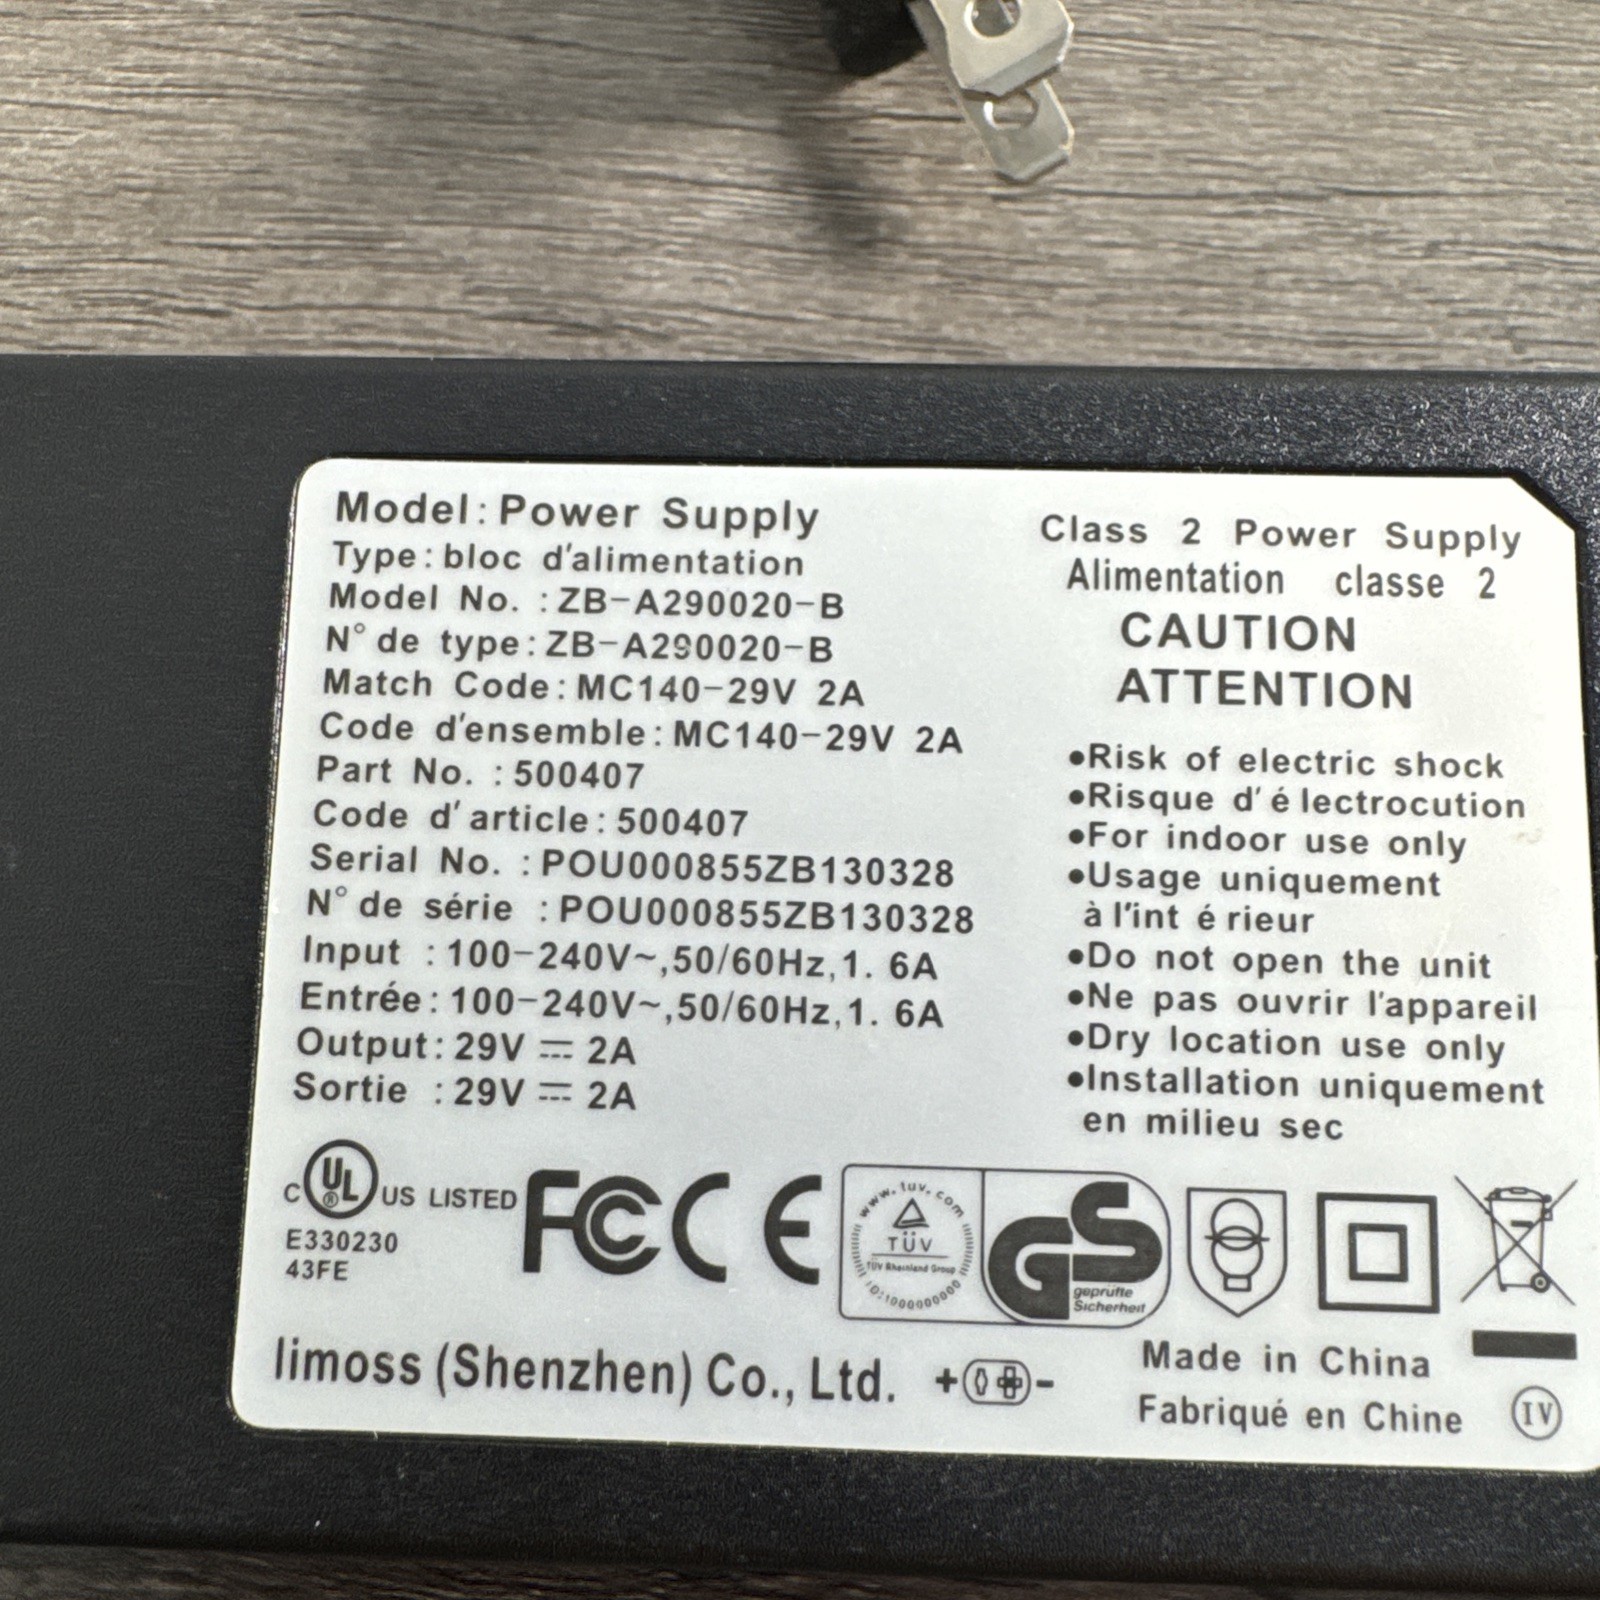 Model: Power Supply
Type: bloc d'alimentation
Model No. :ZB-A290020-B
N° de type:ZB-A290020-B
Match Code:MC140-29V 2A
Code d'ensemble:MC140-29V 2A
Part No. :500407
Code d'article:500407
Serial No. :POU000855ZB130328
N° de série :POU000855ZB130328
Input :100-240V~,50/60Hz,1. 6A
Entrée:100-240V~,50/60Hz,1. 6A
Output:29V ⎓ 2A
Sortie :29V ⎓ 2A
Class 2 Power Supply
Alimentation classe 2
CAUTION
ATTENTION
•Risk of electric shock
•Risque d' é lectrocution
•For indoor use only
•Usage uniquement
à l'int é rieur
•Do not open the unit
•Ne pas ouvrir l'appareil
•Dry location use only
•Installation uniquement
en milieu sec
C UL ® US LISTED
E330230
43FE
FC CE
www.tuv.com
TÜV
TÜV Rheinland Group
ID:1000000000
GS
geprüfte
Sicherheit
limoss (Shenzhen) Co., Ltd.
+ -
Made in China
Fabriqué en Chine
IV